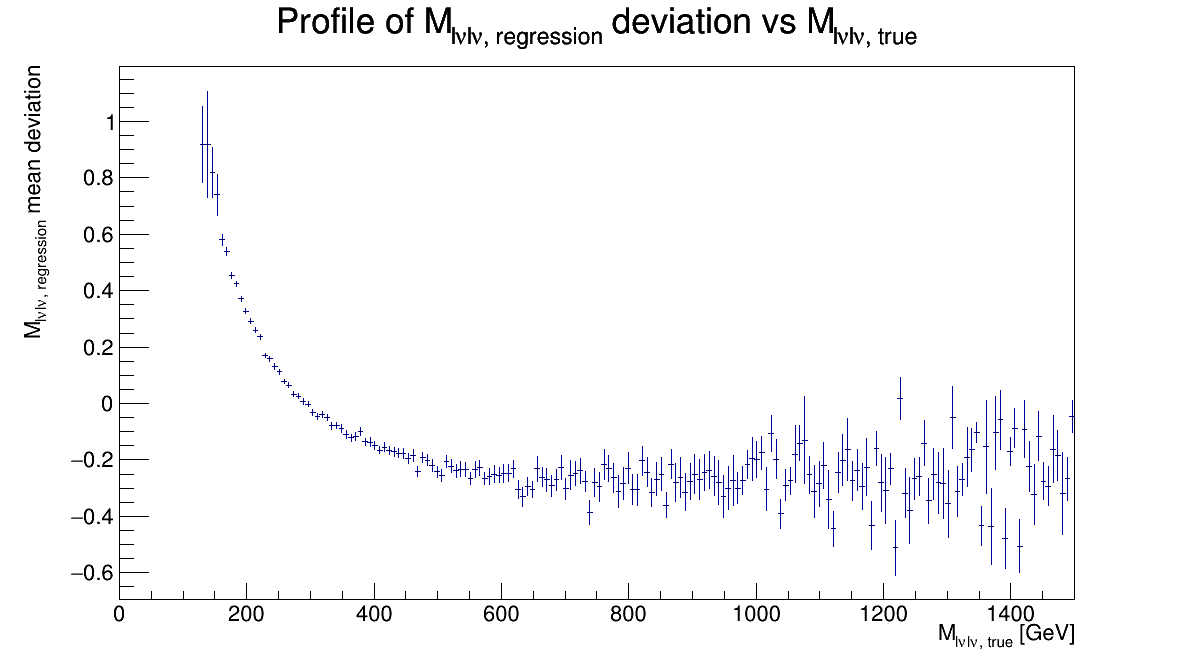 Profile of M_lνlν, regression deviation vs M_lνlν, true
M_lνlν, regression mean deviation
1
0.8
0.6
0.4
0.2
0
−0.2
−0.4
−0.6
0 200 400 600 800 1000 1200 1400
M_lνlν, true [GeV]